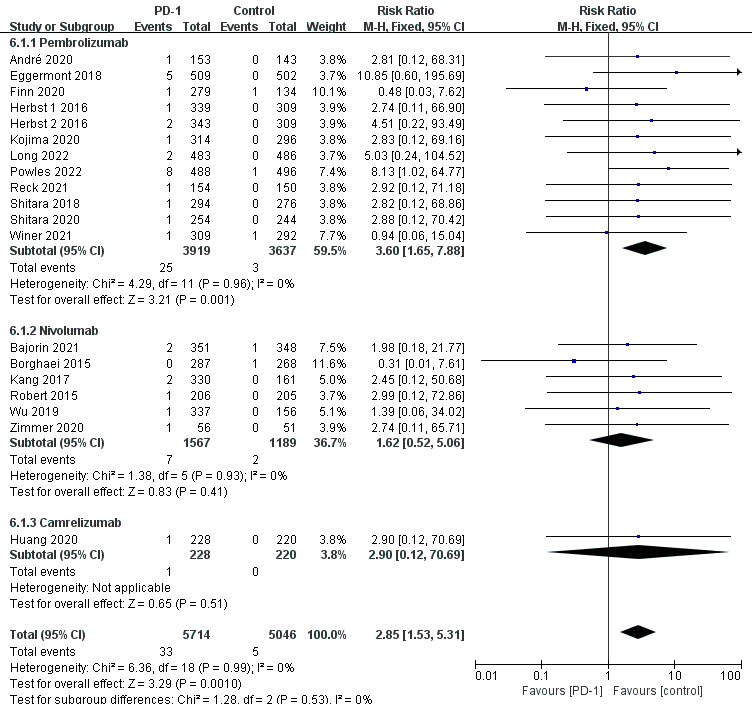 PD-1 Control Risk Ratio Risk Ratio
Study or Subgroup Events Total Events Total Weight M-H, Fixed, 95% CI M-H, Fixed, 95% CI
6.1.1 Pembrolizumab
André 2020 1 153 0 143 3.8% 2.81 [0.12, 68.31]
Eggermont 2018 5 509 0 502 3.7% 10.85 [0.60, 195.69]
Finn 2020 1 279 1 134 10.1% 0.48 [0.03, 7.62]
Herbst 1 2016 1 339 0 309 3.9% 2.74 [0.11, 66.90]
Herbst 2 2016 2 343 0 309 3.9% 4.51 [0.22, 93.49]
Kojima 2020 1 314 0 296 3.8% 2.83 [0.12, 69.16]
Long 2022 2 483 0 486 3.7% 5.03 [0.24, 104.52]
Powles 2022 8 488 1 496 7.4% 8.13 [1.02, 64.77]
Reck 2021 1 154 0 150 3.8% 2.92 [0.12, 71.18]
Shitara 2018 1 294 0 276 3.8% 2.82 [0.12, 68.86]
Shitara 2020 1 254 0 244 3.8% 2.88 [0.12, 70.42]
Winer 2021 1 309 1 292 7.7% 0.94 [0.06, 15.04]
Subtotal (95% CI) 3919 3637 59.5% 3.60 [1.65, 7.88]
Total events 25 3
Heterogeneity: Chi² = 4.29, df = 11 (P = 0.96); I² = 0%
Test for overall effect: Z = 3.21 (P = 0.001)
6.1.2 Nivolumab
Bajorin 2021 2 351 1 348 7.5% 1.98 [0.18, 21.77]
Borghaei 2015 0 287 1 268 11.6% 0.31 [0.01, 7.61]
Kang 2017 2 330 0 161 5.0% 2.45 [0.12, 50.68]
Robert 2015 1 206 0 205 3.8% 2.99 [0.12, 72.86]
Wu 2019 1 337 0 156 5.1% 1.39 [0.06, 34.02]
Zimmer 2020 1 56 0 51 3.9% 2.74 [0.11, 65.71]
Subtotal (95% CI) 1567 1189 36.7% 1.62 [0.52, 5.06]
Total events 7 2
Heterogeneity: Chi² = 1.38, df = 5 (P = 0.93); I² = 0%
Test for overall effect: Z = 0.83 (P = 0.41)
6.1.3 Camrelizumab
Huang 2020 1 228 0 220 3.8% 2.90 [0.12, 70.69]
Subtotal (95% CI) 228 220 3.8% 2.90 [0.12, 70.69]
Total events 1 0
Heterogeneity: Not applicable
Test for overall effect: Z = 0.65 (P = 0.51)
Total (95% CI) 5714 5046 100.0% 2.85 [1.53, 5.31]
Total events 33 5
Heterogeneity: Chi² = 6.36, df = 18 (P = 0.99); I² = 0%
Test for overall effect: Z = 3.29 (P = 0.0010)
Test for subgroup differences: Chi² = 1.28, df = 2 (P = 0.53), I² = 0%
0.01 0.1 1 10 100
Favours [PD-1] Favours [control]